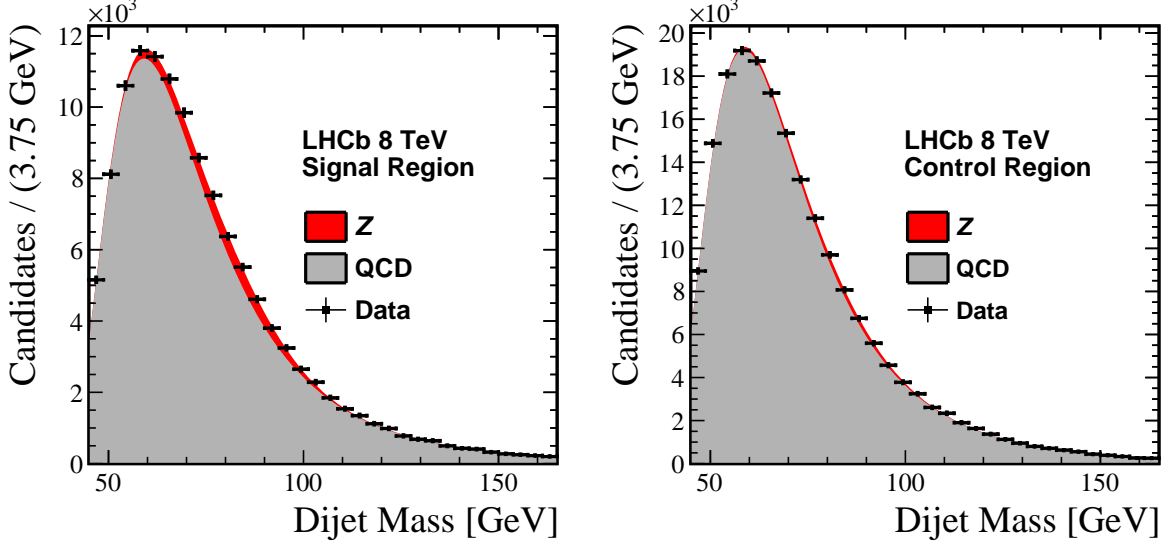 ×10³
12
10
8
6
4
2
0
Candidates / (3.75 GeV)
LHCb 8 TeV
Signal Region
Z
QCD
Data
50
100
150
Dijet Mass [GeV]
×10³
20
18
16
14
12
10
8
6
4
2
0
Candidates / (3.75 GeV)
LHCb 8 TeV
Control Region
Z
QCD
Data
50
100
150
Dijet Mass [GeV]